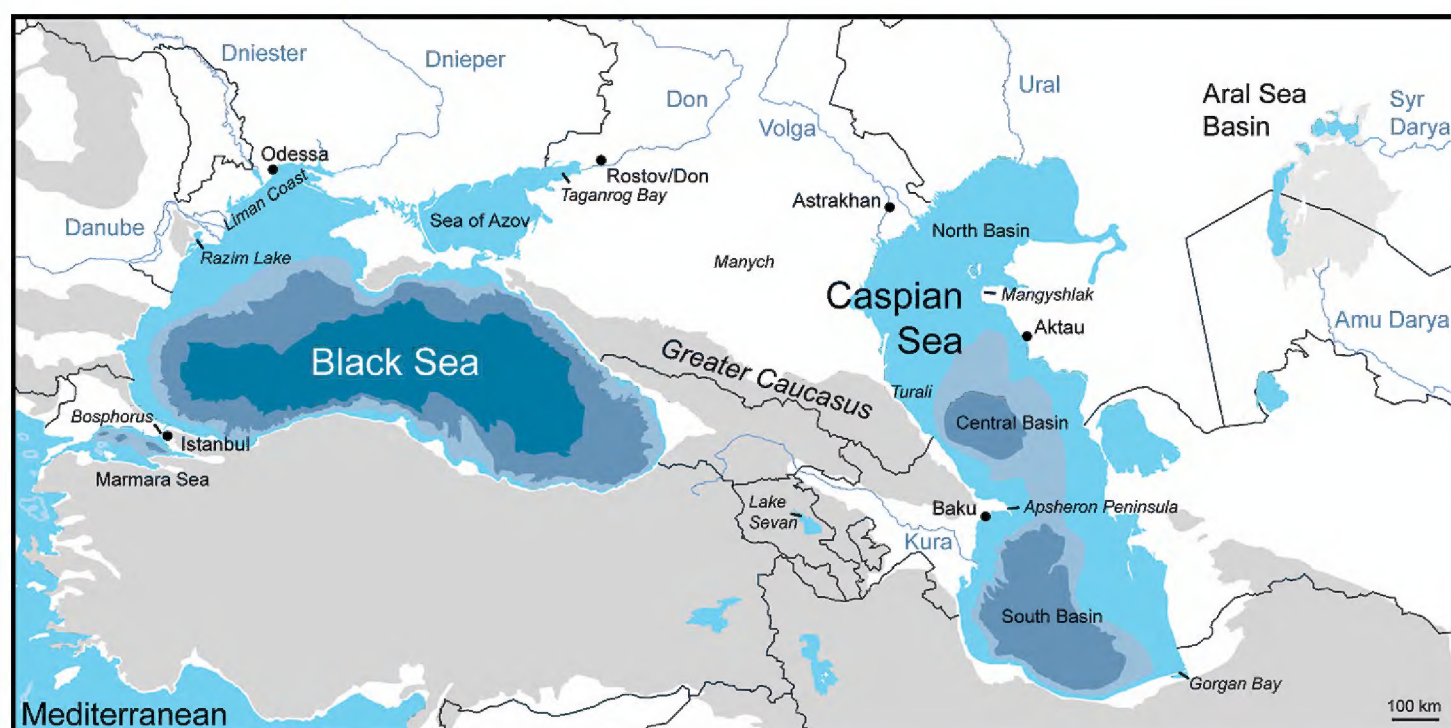 Dniester
Dnieper
Don
Volga
Ural
Aral Sea
Basin
Syr
Darya
Odessa
Liman Coast
Rostov/Don
Taganrog Bay
Astrakhan
Danube
Razim Lake
Sea of Azov
North Basin
Manych
Caspian
Sea
Mangyshlak
Aktau
Amu Darya
Black Sea
Greater Caucasus
Turali
Central Basin
Bosphorus
Istanbul
Marmara Sea
Lake
Sevan
Baku
Apsheron Peninsula
Kura
South Basin
Gorgan Bay
Mediterranean
100 km